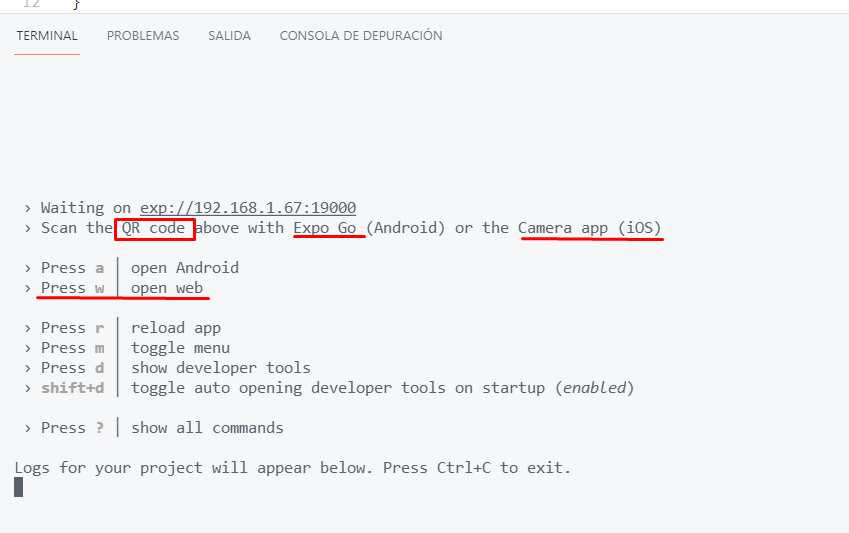 12 }
TERMINAL PROBLEMAS SALIDA CONSOLA DE DEPURACIÓN
› Waiting on exp://192.168.1.67:19000
› Scan the QR code above with Expo Go (Android) or the Camera app (iOS)
› Press a │ open Android
› Press w │ open web
› Press r │ reload app
› Press m │ toggle menu
› Press d │ show developer tools
› shift+d │ toggle auto opening developer tools on startup (enabled)
› Press ? │ show all commands
Logs for your project will appear below. Press Ctrl+C to exit.